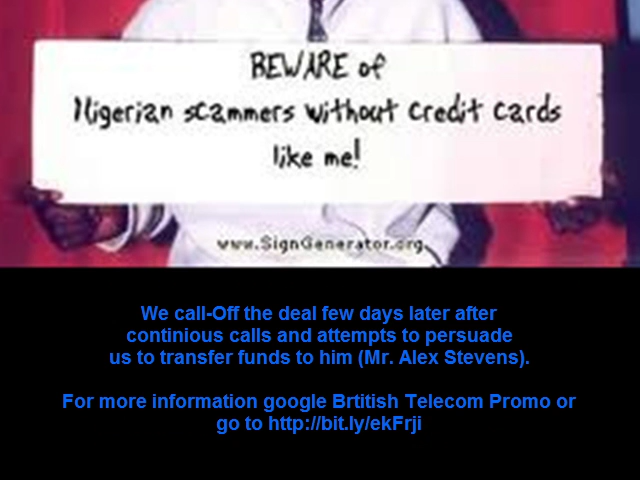 BEWARE of
Nigerian scammers without credit cards
like me!
www.SignGenerator.org
We call-Off the deal few days later after
continious calls and attempts to persuade
us to transfer funds to him (Mr. Alex Stevens).
For more information google Brtitish Telecom Promo or
go to http://bit.ly/ekFrji